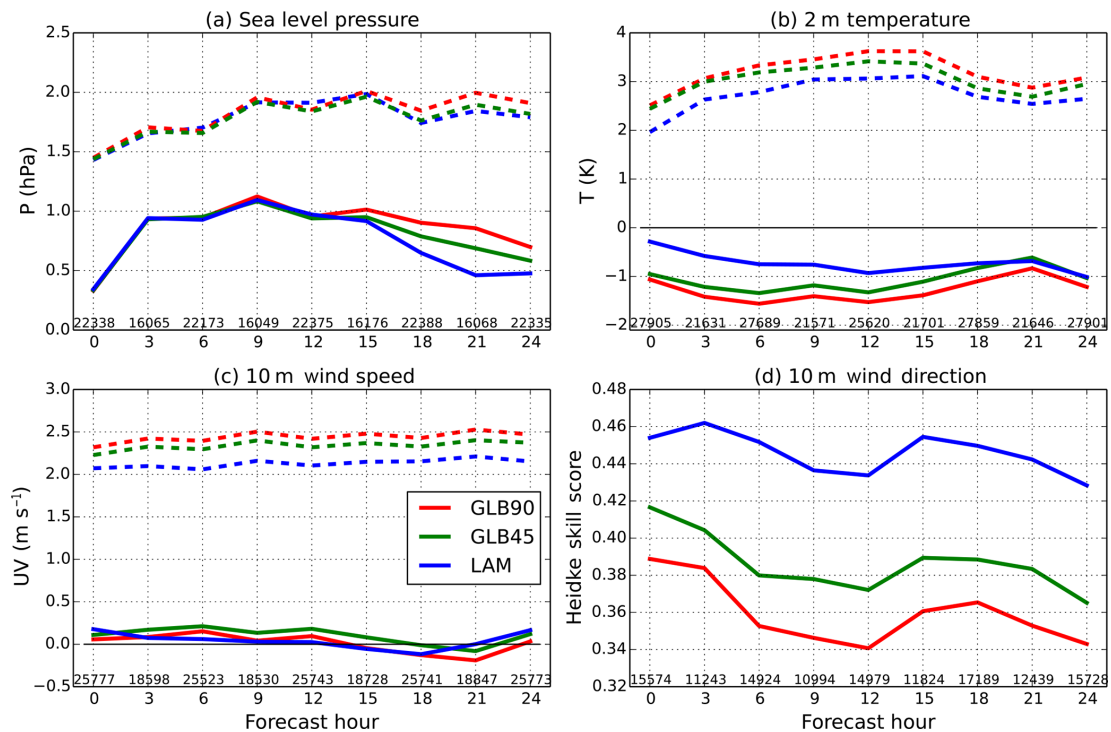 (a) Sea level pressure
P (hPa)
2.5
2.0
1.5
1.0
0.5
0.0
22338 16065 22173 16049 22375 16176 22388 16068 22335
0 3 6 9 12 15 18 21 24
(b) 2 m temperature
T (K)
4
3
2
1
0
−1
−2
27905 21631 27689 21571 25620 21701 27859 21646 27901
0 3 6 9 12 15 18 21 24
(c) 10 m wind speed
UV (m s⁻¹)
3.0
2.5
2.0
1.5
1.0
0.5
0.0
−0.5
GLB90
GLB45
LAM
25777 18598 25523 18530 25743 18728 25741 18847 25773
0 3 6 9 12 15 18 21 24
Forecast hour
(d) 10 m wind direction
Heidke skill score
0.48
0.46
0.44
0.42
0.40
0.38
0.36
0.34
0.32
15574 11243 14924 10994 14979 11824 17189 12439 15728
0 3 6 9 12 15 18 21 24
Forecast hour